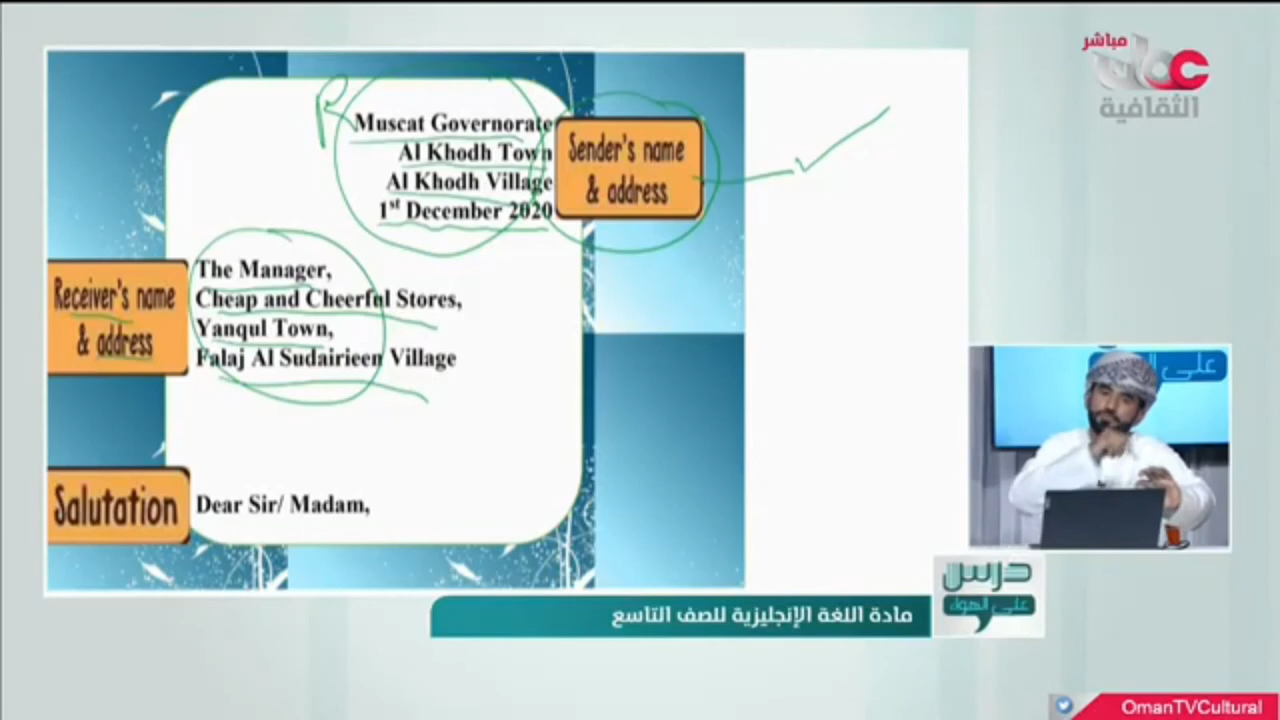 مباشر
عمان
الثقافية
Muscat Governorate
Al Khodh Town
Al Khodh Village
1st December 2020
Sender's name
& address
Receiver's name
& address
The Manager,
Cheap and Cheerful Stores,
Yanqul Town,
Falaj Al Sudairieen Village
Salutation
Dear Sir/ Madam,
على
درس
على الهواء
مادة اللغة الإنجليزية للصف التاسع
OmanTVCultural